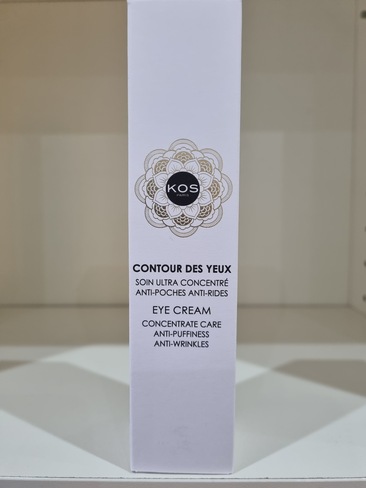 KOS
PARIS
CONTOUR DES YEUX
SOIN ULTRA CONCENTRÉ
ANTI-POCHES ANTI-RIDES
EYE CREAM
CONCENTRATE CARE
ANTI-PUFFINESS
ANTI-WRINKLES